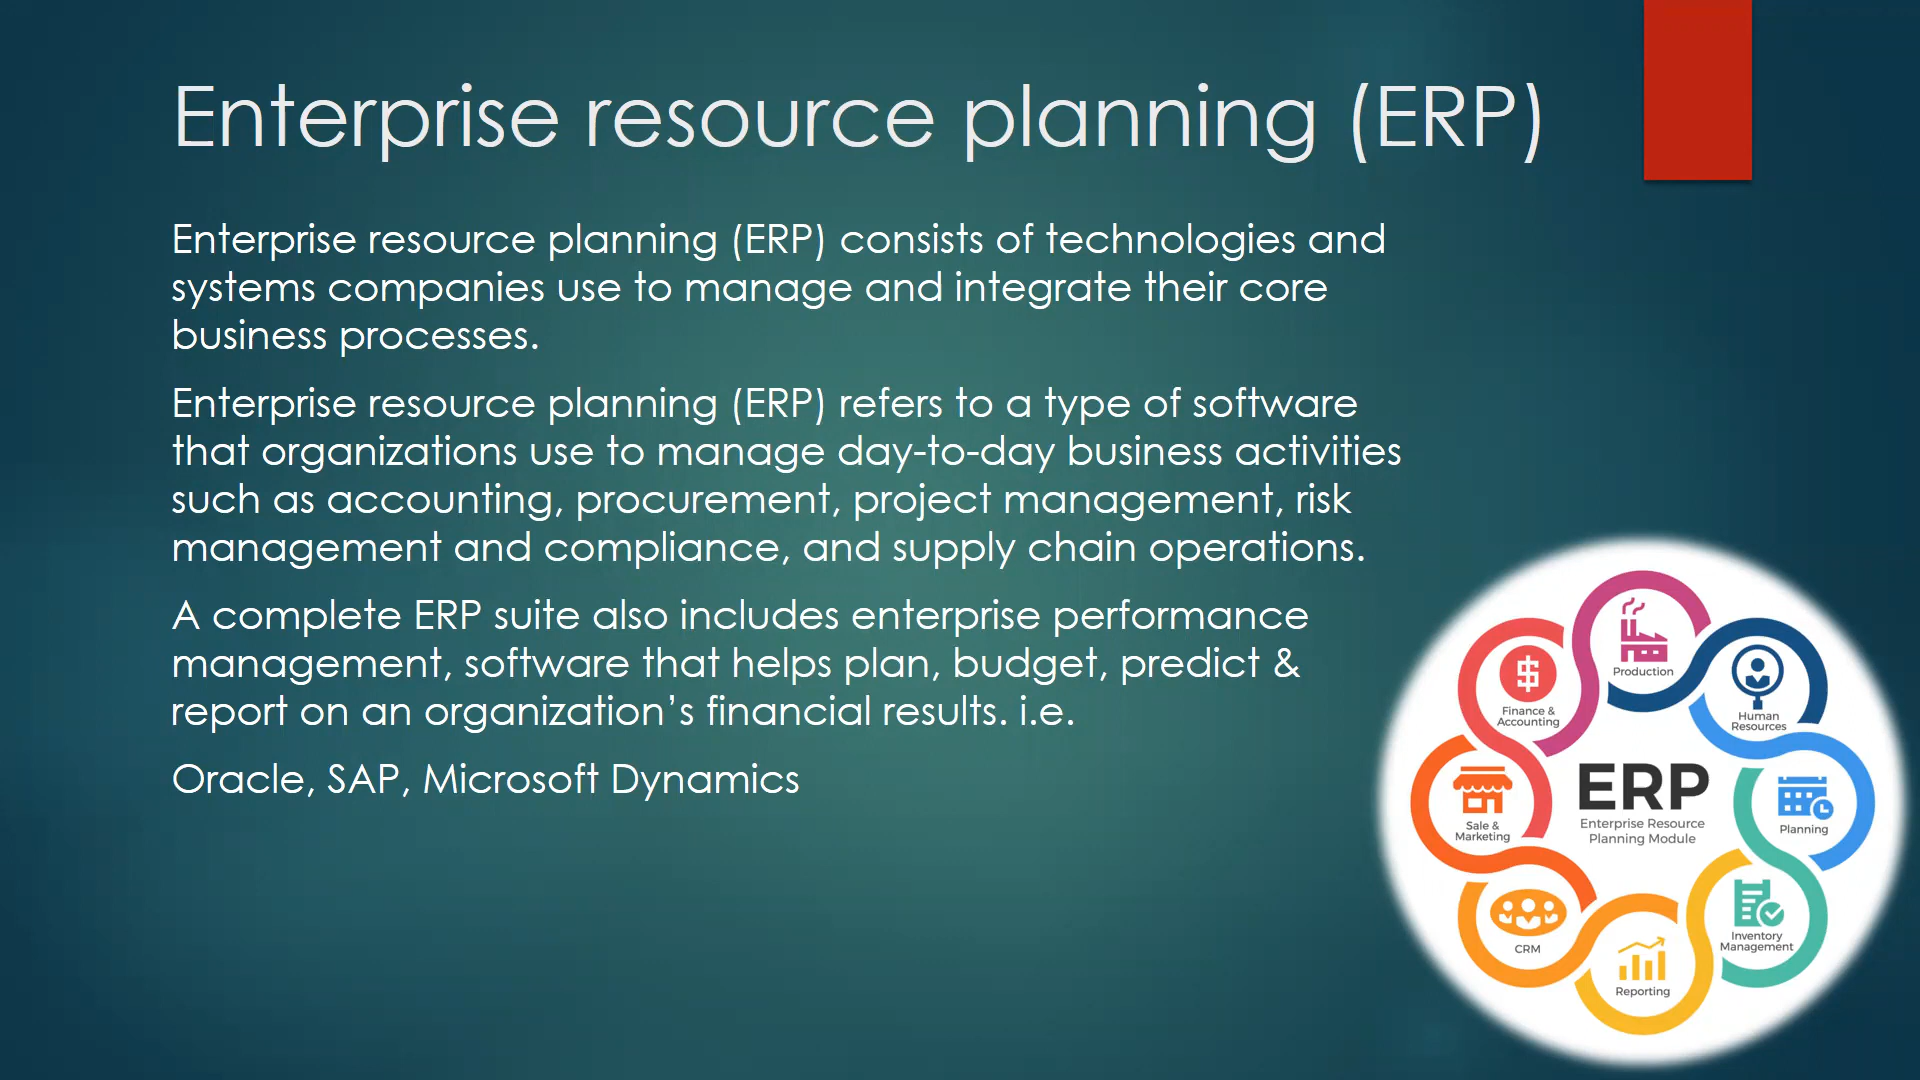 Enterprise resource planning (ERP)
Enterprise resource planning (ERP) consists of technologies and
systems companies use to manage and integrate their core
business processes.
Enterprise resource planning (ERP) refers to a type of software
that organizations use to manage day-to-day business activities
such as accounting, procurement, project management, risk
management and compliance, and supply chain operations.
A complete ERP suite also includes enterprise performance
management, software that helps plan, budget, predict &
report on an organization’s financial results. i.e.
Oracle, SAP, Microsoft Dynamics
Production
Finance &
Accounting
Human
Resources
ERP
Enterprise Resource
Planning Module
Sale &
Marketing
Planning
CRM
Inventory
Management
Reporting